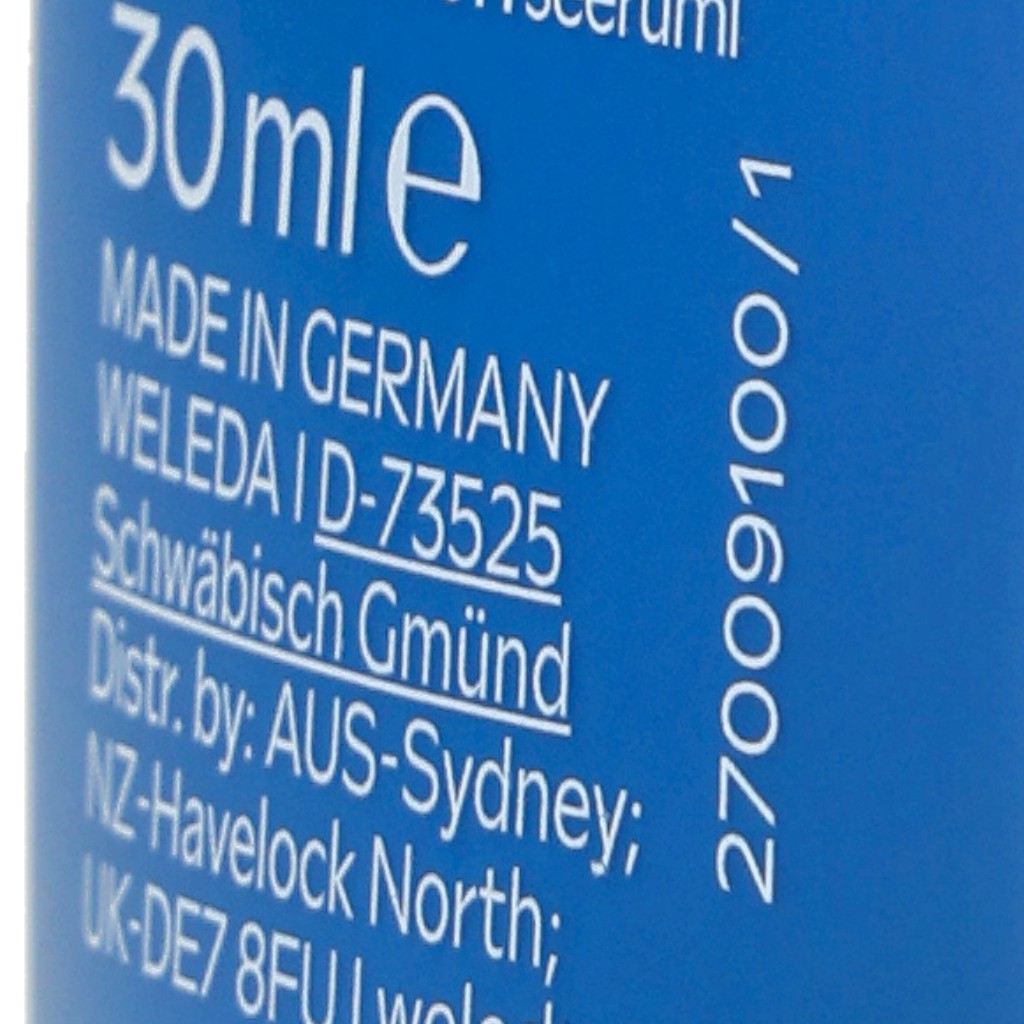 30 ml e
MADE IN GERMANY
WELEDA | D-73525
Schwäbisch Gmünd
Distr. by: AUS-Sydney;
NZ-Havelock North;
UK-DE7 8FU |
27009100 / 1